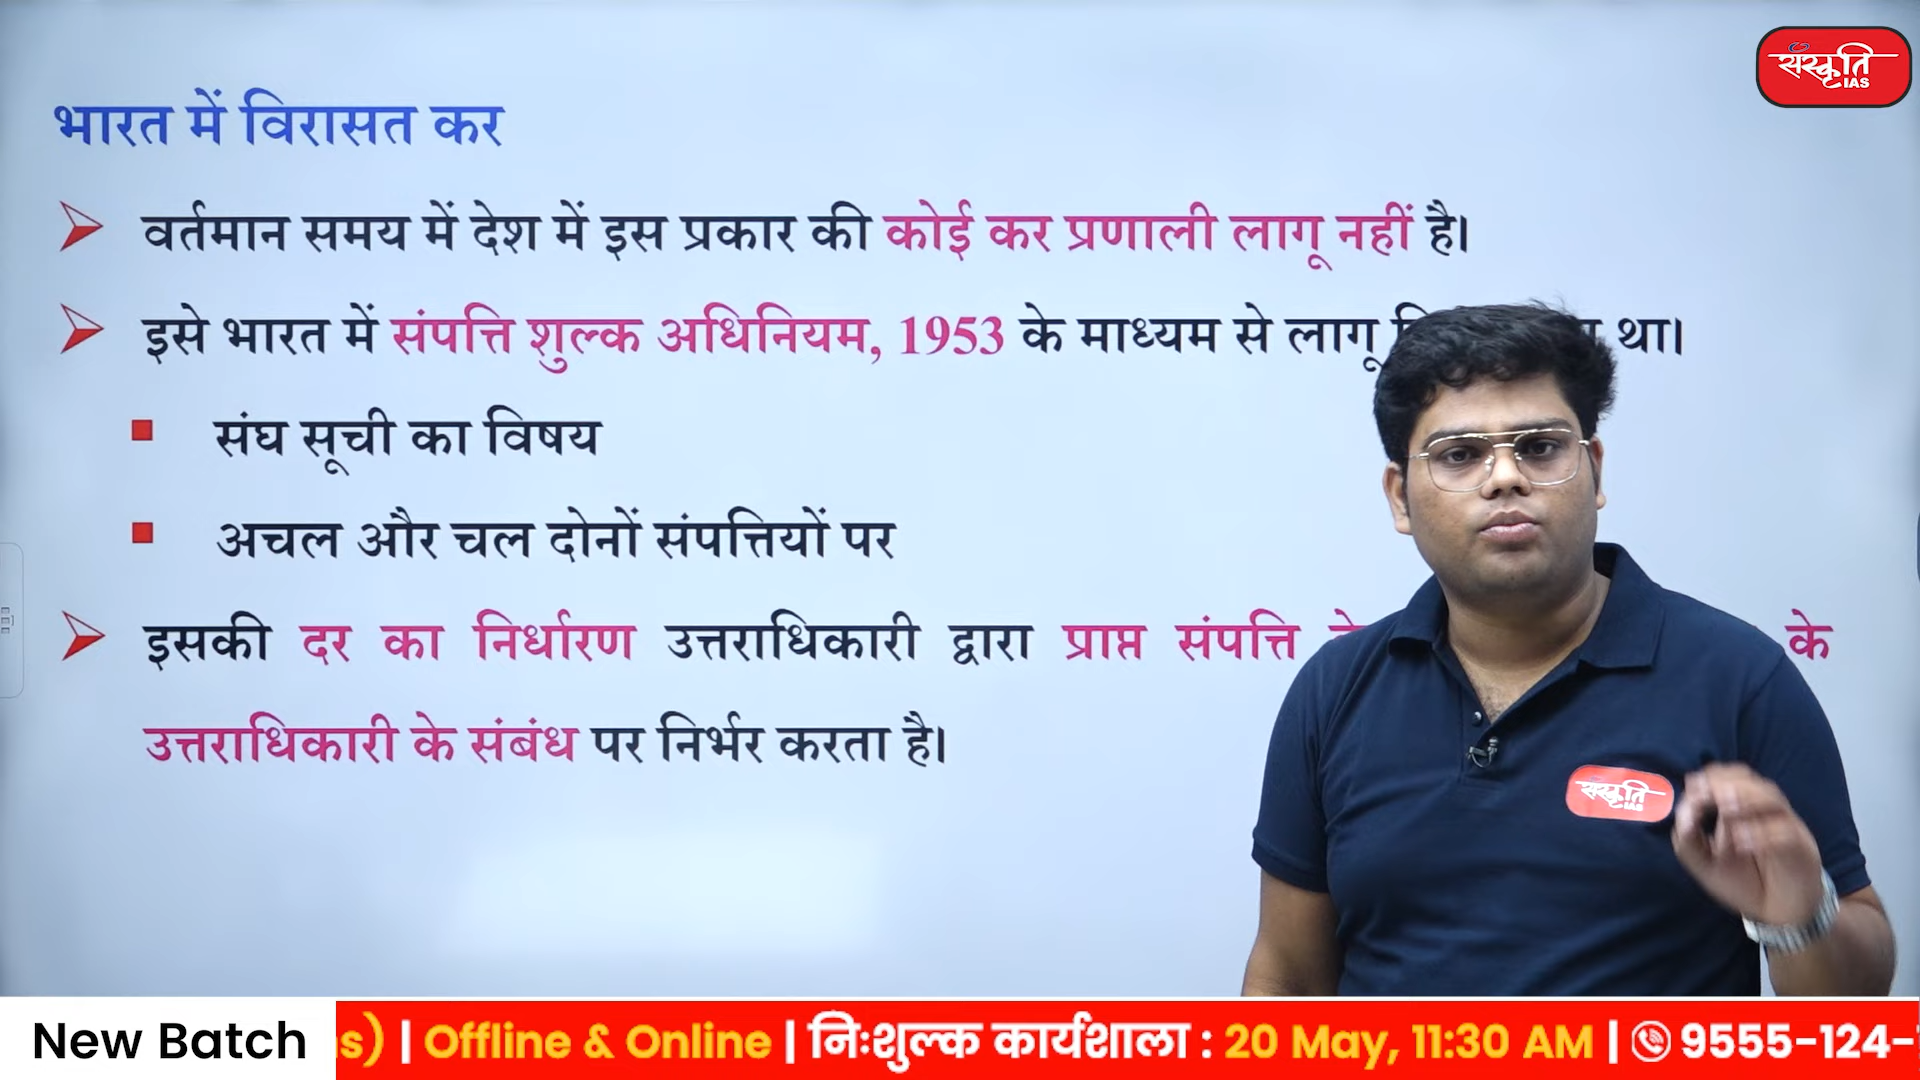 संस्कृति
IAS
भारत में विरासत कर
वर्तमान समय में देश में इस प्रकार की कोई कर प्रणाली लागू नहीं है।
इसे भारत में संपत्ति शुल्क अधिनियम, 1953 के माध्यम से लागू था।
संघ सूची का विषय
अचल और चल दोनों संपत्तियों पर
इसकी दर का निर्धारण उत्तराधिकारी द्वारा प्राप्त संपत्ति के
उत्तराधिकारी के संबंध पर निर्भर करता है।
संस्कृति
IAS
New Batch s) | Offline & Online | निःशुल्क कार्यशाला : 20 May, 11:30 AM | 9555-124-